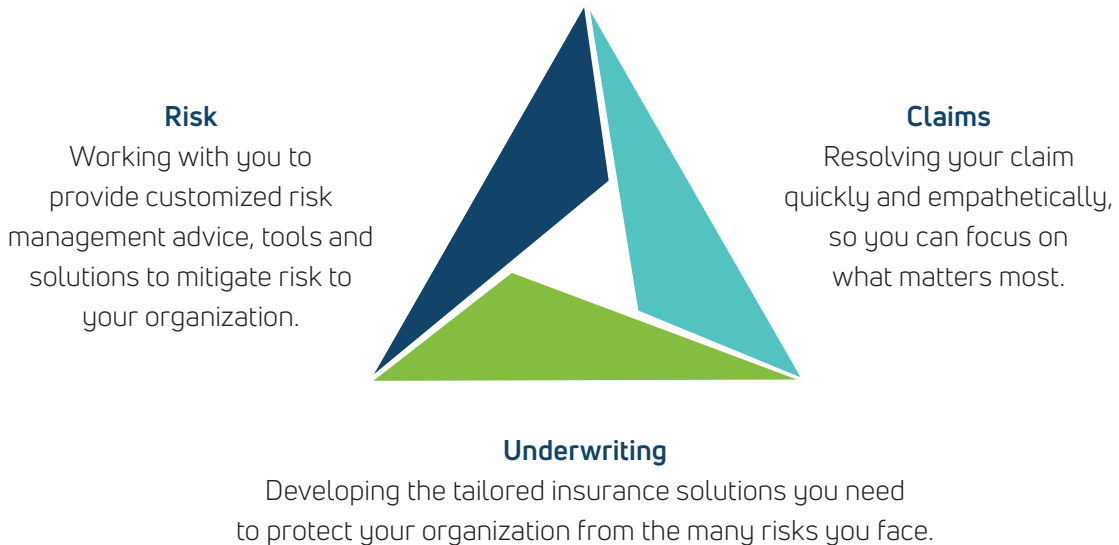 Risk
Working with you to
provide customized risk
management advice, tools and
solutions to mitigate risk to
your organization.
Claims
Resolving your claim
quickly and empathetically,
so you can focus on
what matters most.
Underwriting
Developing the tailored insurance solutions you need
to protect your organization from the many risks you face.